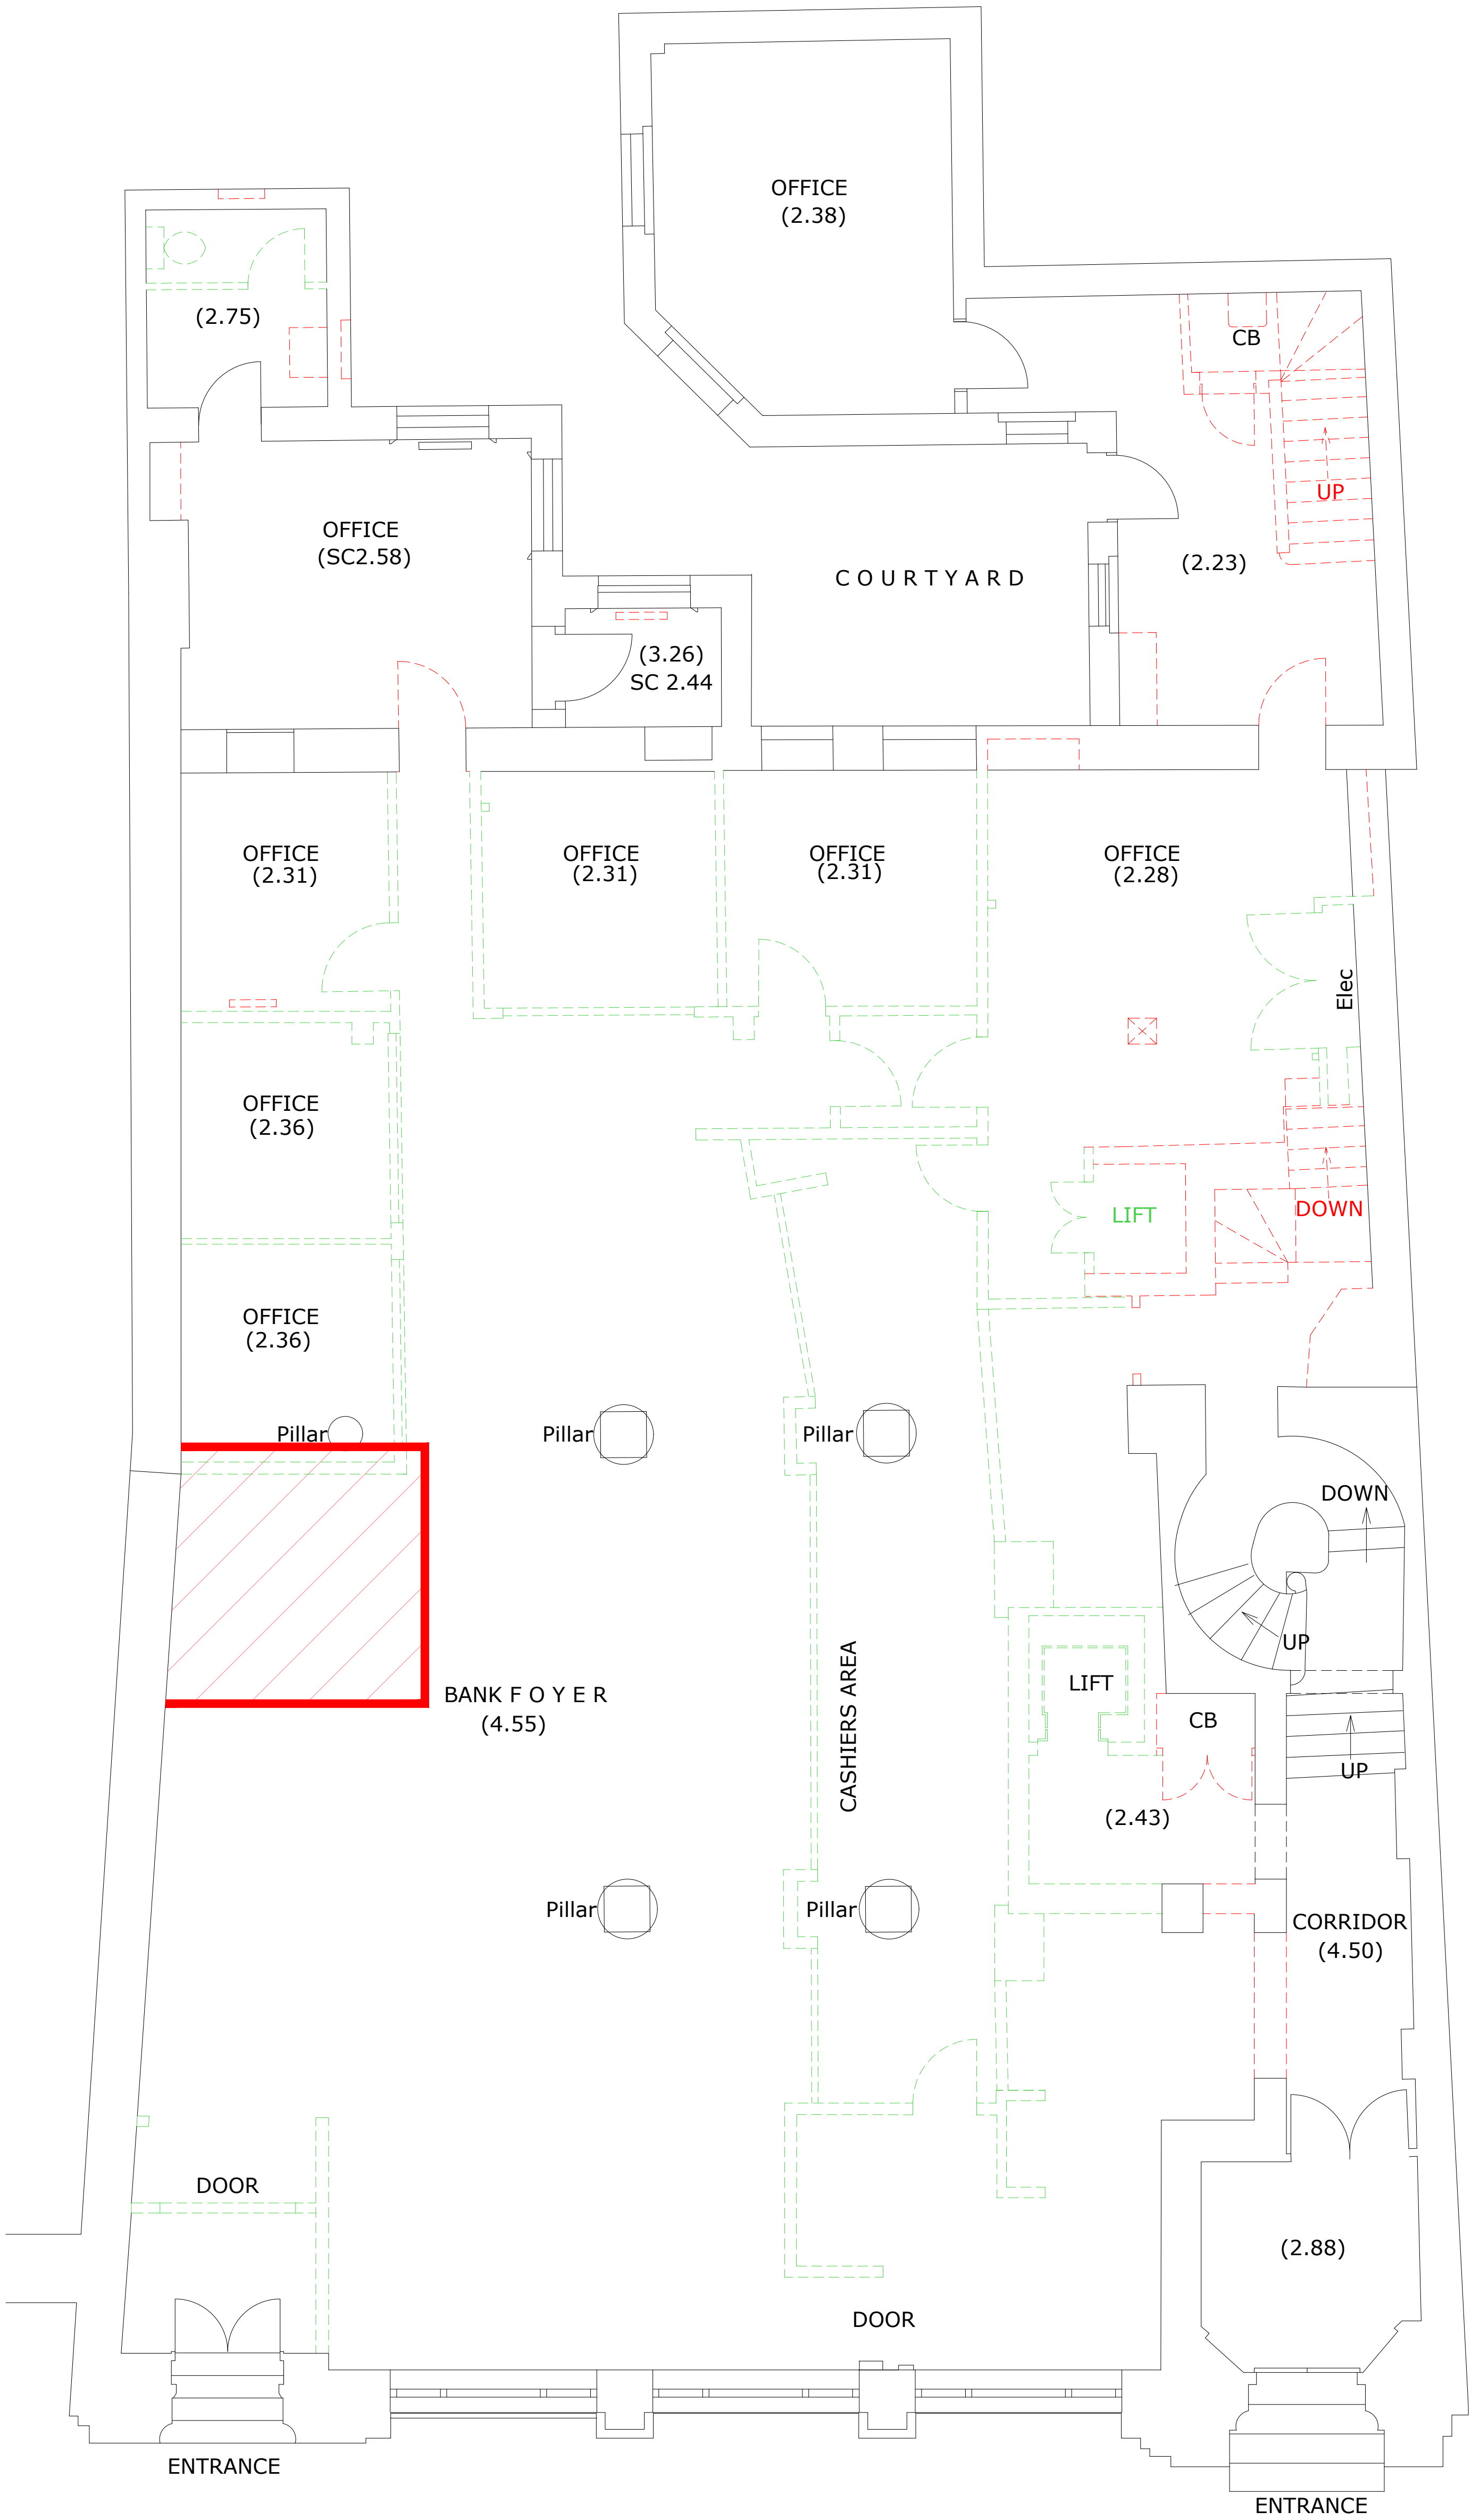 OFFICE
(2.38)
(2.75)
CB
UP
OFFICE
(SC2.58)
(2.23)
C O U R T Y A R D
(3.26)
SC 2.44
OFFICE
(2.31)
OFFICE
(2.31)
OFFICE
(2.31)
OFFICE
(2.28)
Elec
OFFICE
(2.36)
LIFT
DOWN
OFFICE
(2.36)
Pillar
Pillar
Pillar
DOWN
UP
BANK F O Y E R
(4.55)
CASHIERS AREA
LIFT
CB
UP
(2.43)
Pillar
Pillar
CORRIDOR
(4.50)
DOOR
(2.88)
DOOR
ENTRANCE
ENTRANCE